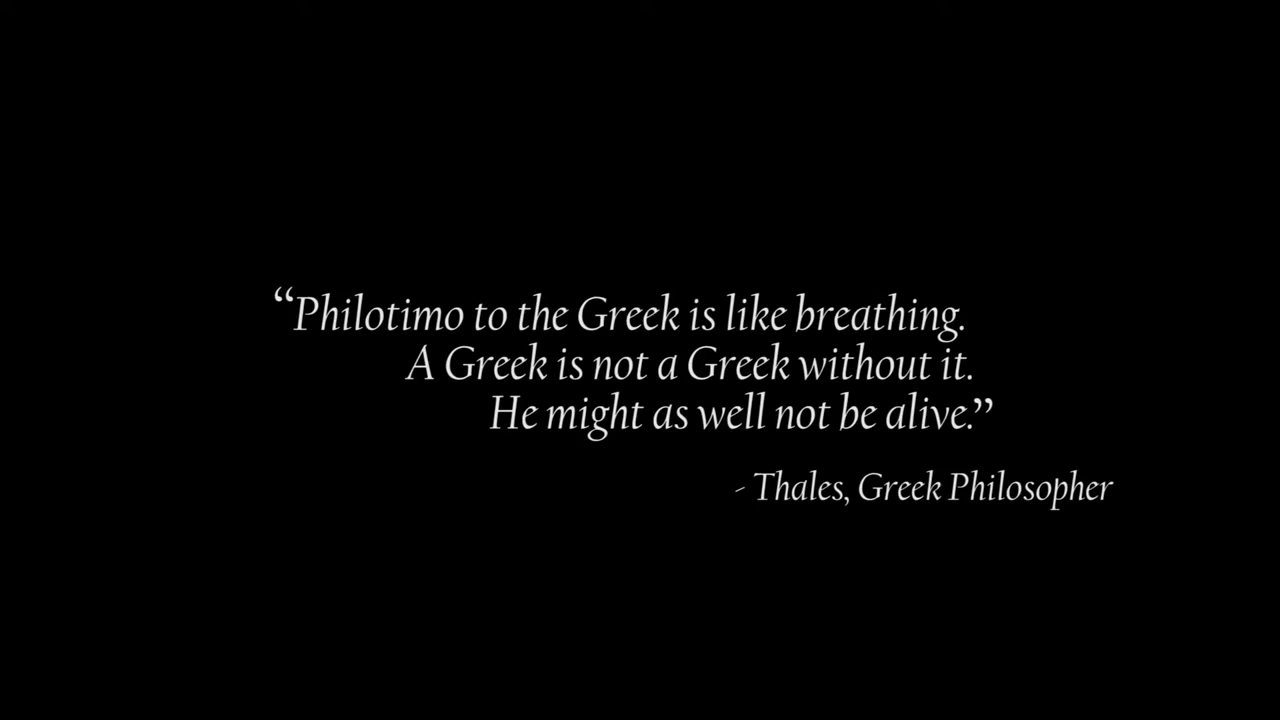 “Philotimo to the Greek is like breathing.
A Greek is not a Greek without it.
He might as well not be alive.”
- Thales, Greek Philosopher